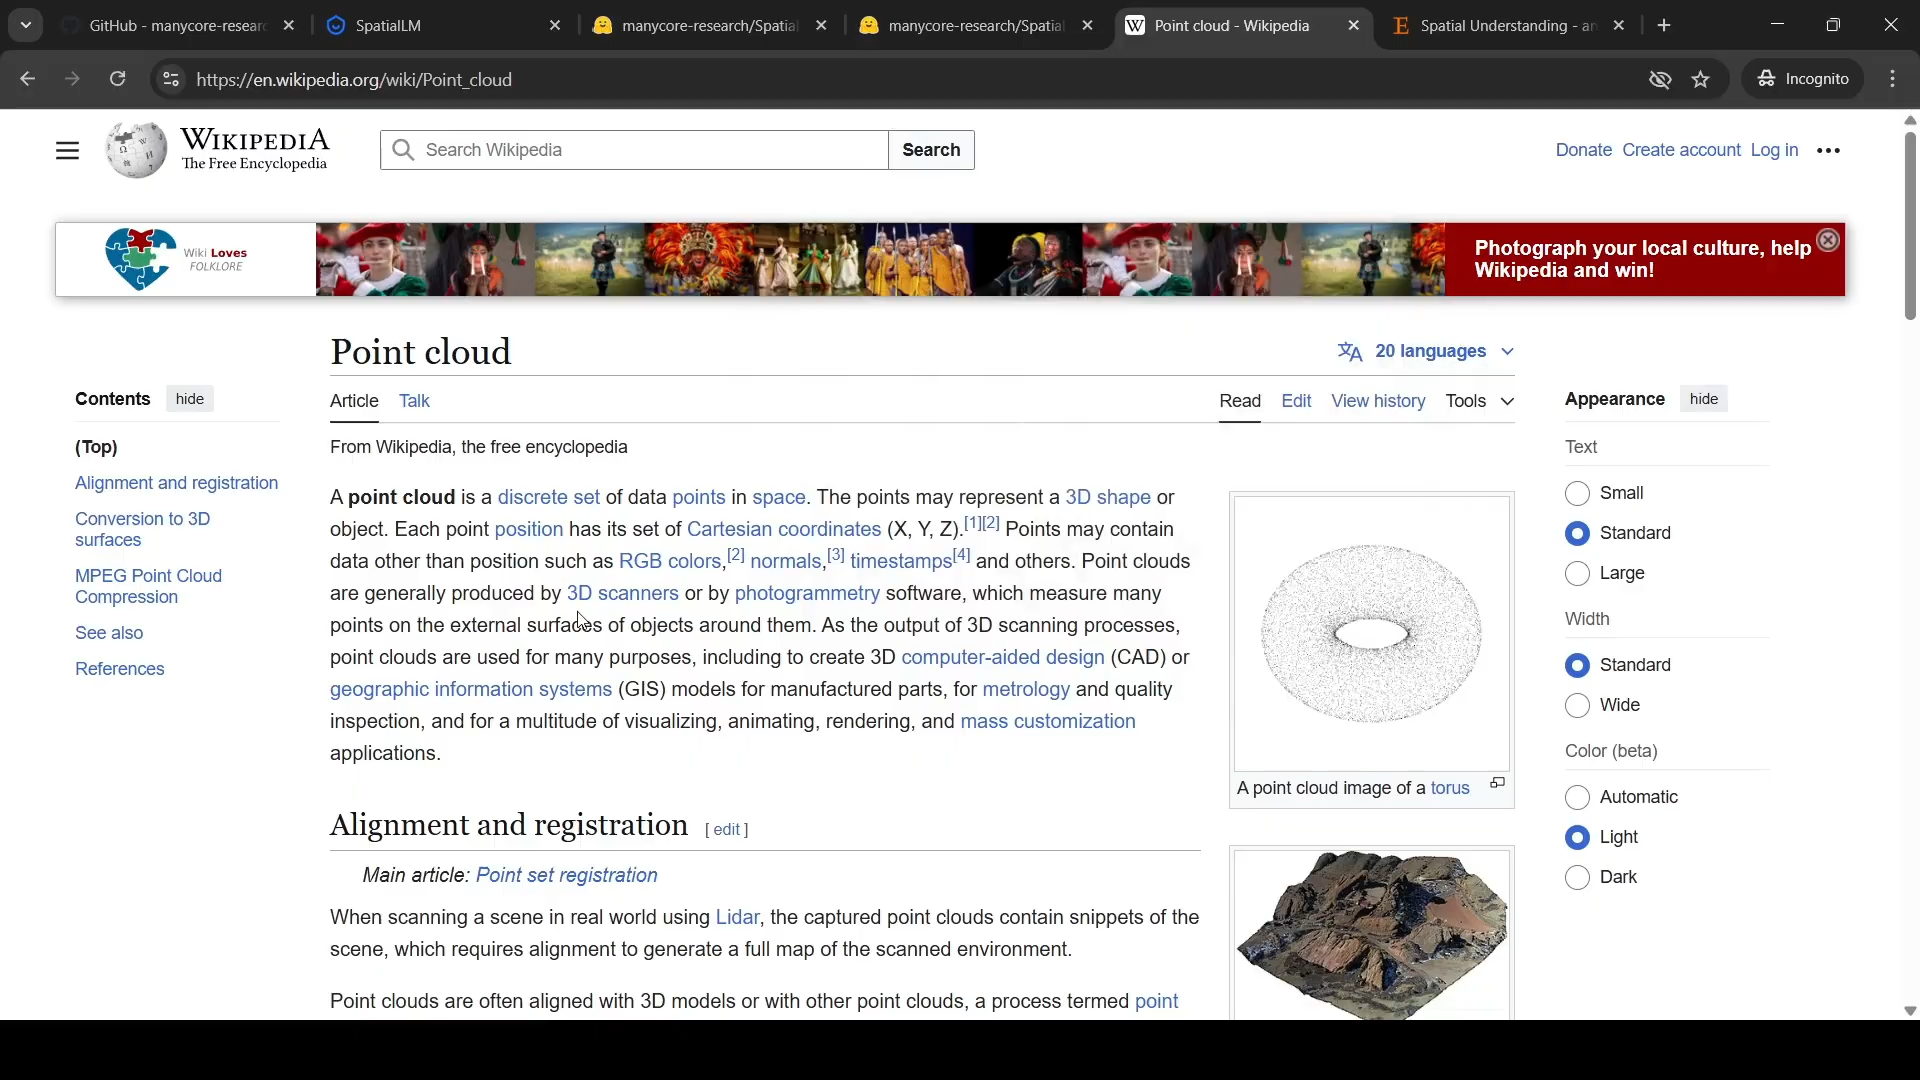 GitHub - manycore-resear
SpatialLM
manycore-research/Spatial
manycore-research/Spatia
Point cloud - Wikipedia
Spatial Understanding - a
https://en.wikipedia.org/wiki/Point_cloud
Incognito
WIKIPEDIA
The Free Encyclopedia
Search Wikipedia
Search
Donate Create account Log in
Wiki Loves
FOLKLORE
Photograph your local culture, help
Wikipedia and win!
Point cloud
20 languages
Contents hide
Article Talk
Read Edit View history Tools
Appearance hide
(Top)
Alignment and registration
Conversion to 3D
surfaces
MPEG Point Cloud
Compression
See also
References
From Wikipedia, the free encyclopedia
A point cloud is a discrete set of data points in space. The points may represent a 3D shape or
object. Each point position has its set of Cartesian coordinates (X, Y, Z).[1][2] Points may contain
data other than position such as RGB colors,[2] normals,[3] timestamps[4] and others. Point clouds
are generally produced by 3D scanners or by photogrammetry software, which measure many
points on the external surfaces of objects around them. As the output of 3D scanning processes,
point clouds are used for many purposes, including to create 3D computer-aided design (CAD) or
geographic information systems (GIS) models for manufactured parts, for metrology and quality
inspection, and for a multitude of visualizing, animating, rendering, and mass customization
applications.
A point cloud image of a torus
Alignment and registration [ edit ]
Main article: Point set registration
When scanning a scene in real world using Lidar, the captured point clouds contain snippets of the
scene, which requires alignment to generate a full map of the scanned environment.
Point clouds are often aligned with 3D models or with other point clouds, a process termed point
Text
Small
Standard
Large
Width
Standard
Wide
Color (beta)
Automatic
Light
Dark